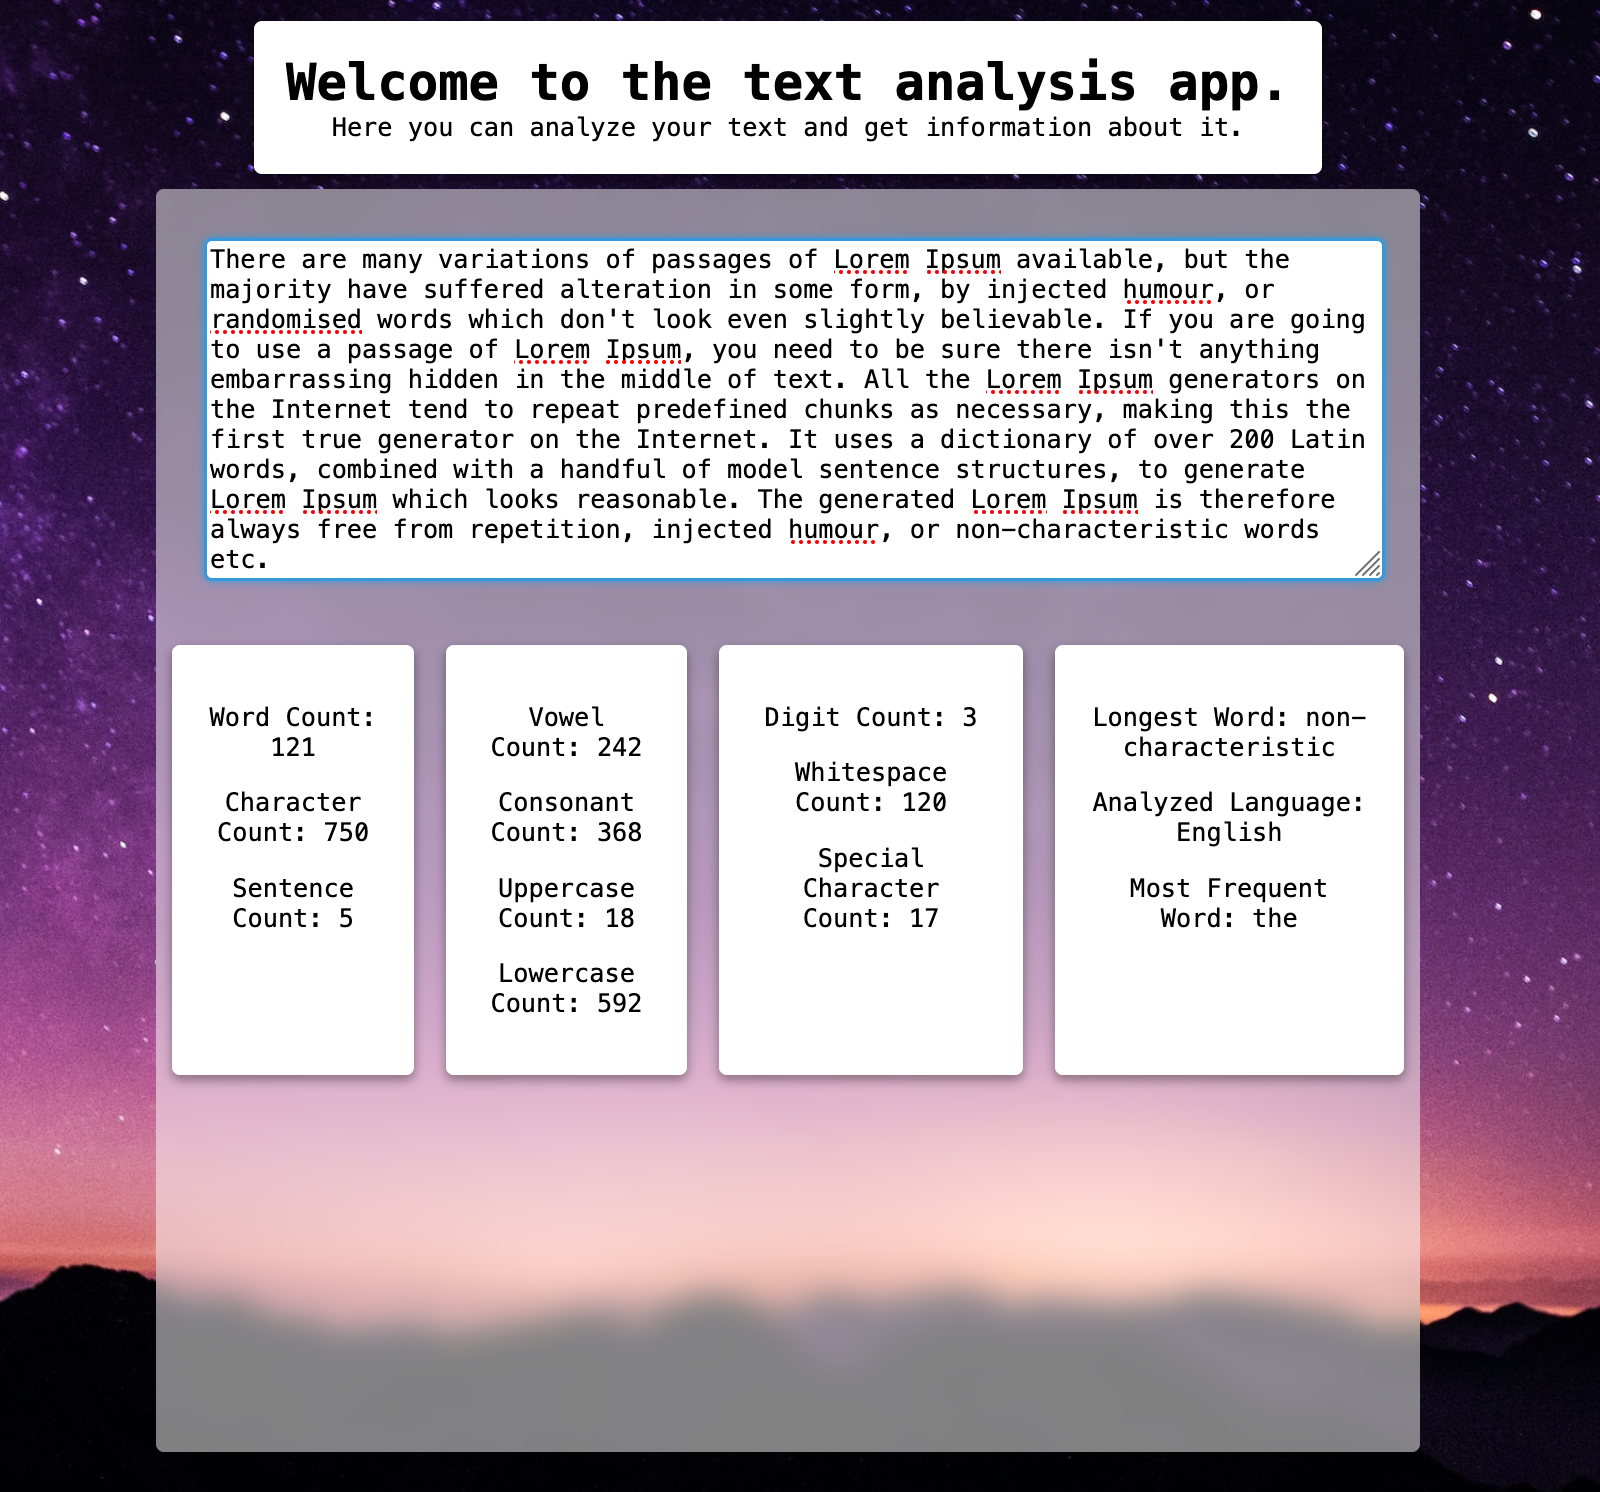 Welcome to the text analysis app.
Here you can analyze your text and get information about it.
There are many variations of passages of Lorem Ipsum available, but the
majority have suffered alteration in some form, by injected humour, or
randomised words which don't look even slightly believable. If you are going
to use a passage of Lorem Ipsum, you need to be sure there isn't anything
embarrassing hidden in the middle of text. All the Lorem Ipsum generators on
the Internet tend to repeat predefined chunks as necessary, making this the
first true generator on the Internet. It uses a dictionary of over 200 Latin
words, combined with a handful of model sentence structures, to generate
Lorem Ipsum which looks reasonable. The generated Lorem Ipsum is therefore
always free from repetition, injected humour, or non-characteristic words
etc.
Word Count:
121
Character
Count: 750
Sentence
Count: 5
Vowel
Count: 242
Consonant
Count: 368
Uppercase
Count: 18
Lowercase
Count: 592
Digit Count: 3
Whitespace
Count: 120
Special
Character
Count: 17
Longest Word: non-
characteristic
Analyzed Language:
English
Most Frequent
Word: the